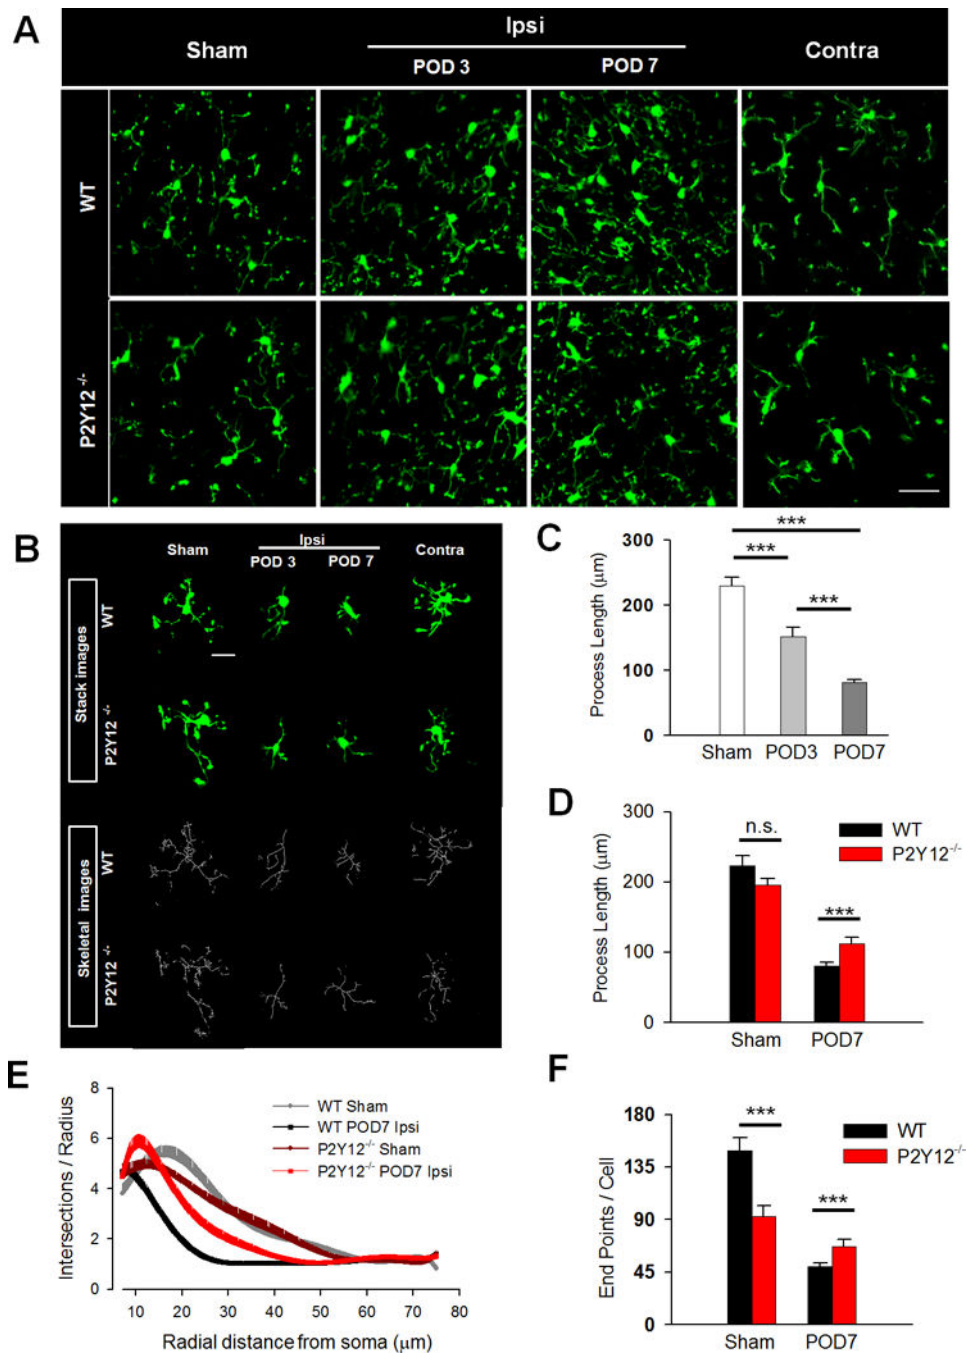 A
Ipsi
Sham
Contra
POD 3
POD 7
WT
P2Y12 -/-
B
Ipsi
Sham
POD 3
POD 7
Contra
Stack images
WT
P2Y12 -/-
Skeletal images
WT
P2Y12 -/-
C
***
***
***
300
200
100
0
Process Length (μm)
Sham
POD3
POD7
D
300
200
100
0
Process Length (μm)
n.s.
***
WT
P2Y12-/-
Sham
POD7
E
8
6
4
2
0
Intersections / Radius
WT Sham
WT POD7 Ipsi
P2Y12-/- Sham
P2Y12-/- POD7 Ipsi
10 20 30 40 50 60 70 80
Radial distance from soma (μm)
F
180
135
90
45
0
End Points / Cell
***
***
WT
P2Y12-/-
Sham
POD7